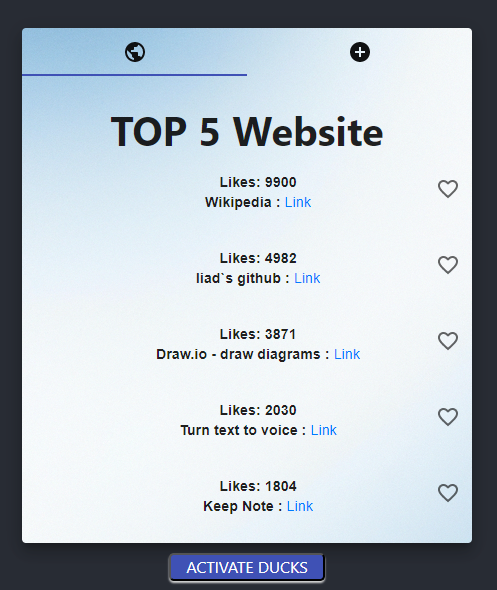 TOP 5 Website
Likes: 9900
Wikipedia : Link
Likes: 4982
liad`s github : Link
Likes: 3871
Draw.io - draw diagrams : Link
Likes: 2030
Turn text to voice : Link
Likes: 1804
Keep Note : Link
ACTIVATE DUCKS